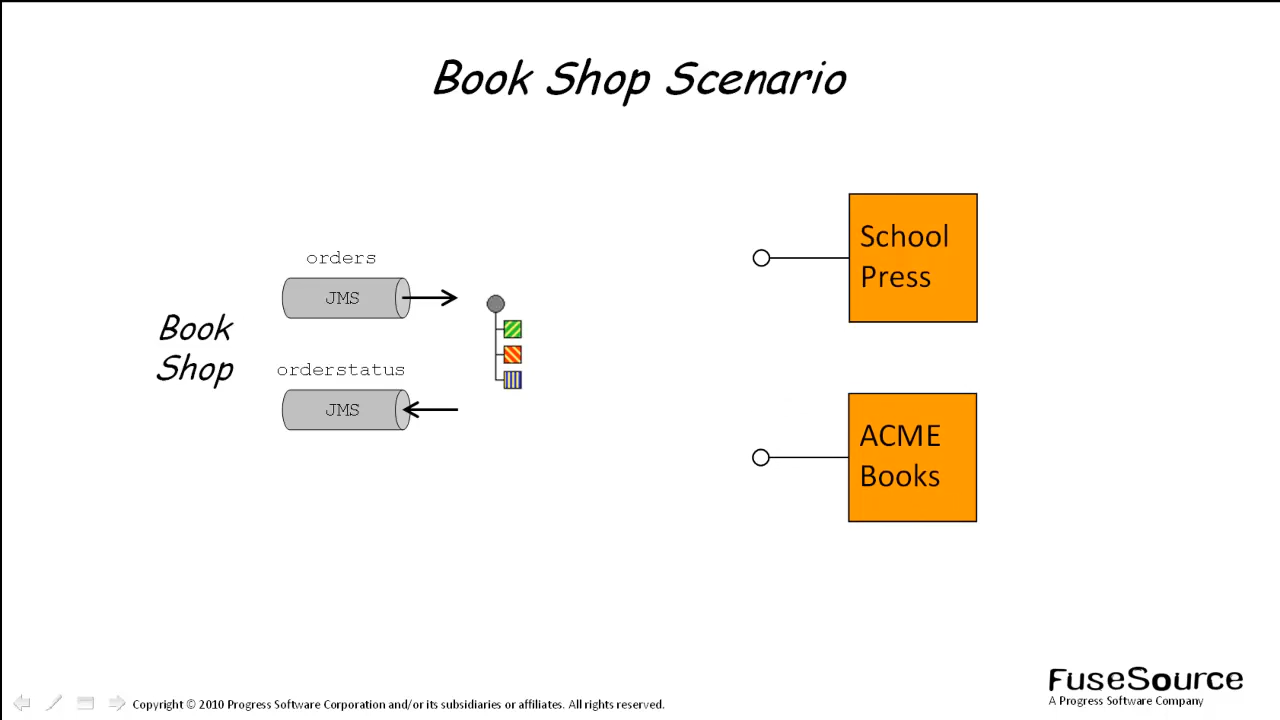 Book Shop Scenario
orders
JMS
Book
Shop
orderstatus
JMS
School
Press
ACME
Books
FuseSource
A Progress Software Company
Copyright © 2010 Progress Software Corporation and/or its subsidiaries or affiliates. All rights reserved.